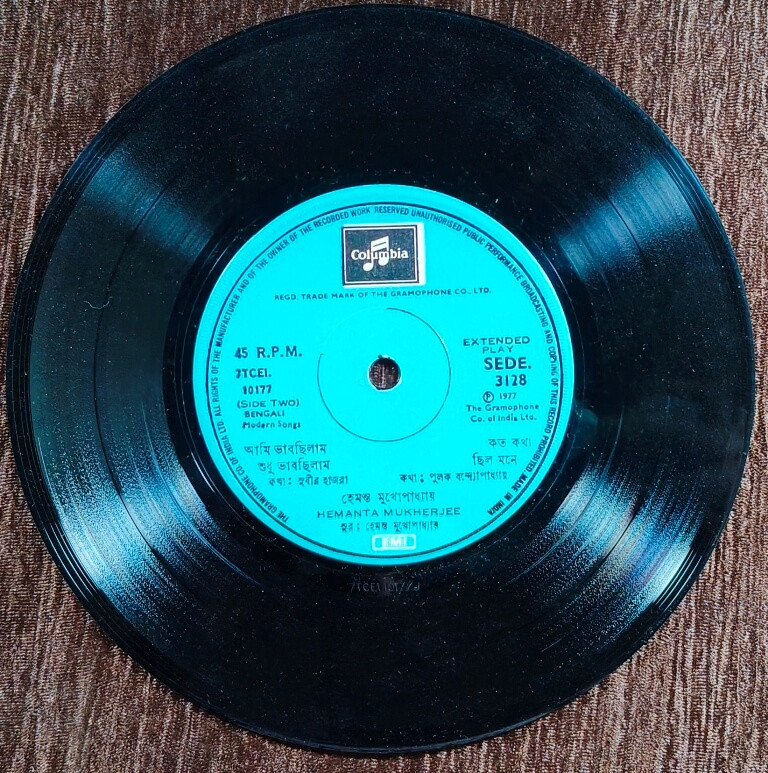 THE GRAMOPHONE CO. OF INDIA LTD. ALL RIGHTS OF THE MANUFACTURER AND OF THE OWNER OF THE RECORDED WORK RESERVED UNAUTHORISED PUBLIC PERFORMANCE BROADCASTING AND COPYING OF THIS RECORD PROHIBITED. MADE IN INDIA
Columbia
REGD. TRADE MARK OF THE GRAMOPHONE CO., LTD.
45 R.P.M.
7TCEI.
10177
(SIDE TWO)
BENGALI
Modern Songs
EXTENDED
PLAY
SEDE.
3128
Ⓟ 1977
The Gramophone
Co. of India Ltd.
আমি ভাবছিলাম
শুধু ভাবছিলাম
কথা: সুবীর হাজরা
কত কথা
ছিল মনে
কথা: পুলক বন্দ্যোপাধ্যায়
হেমন্ত মুখোপাধ্যায়
HEMANTA MUKHERJEE
সুর: হেমন্ত মুখোপাধ্যায়
EMI